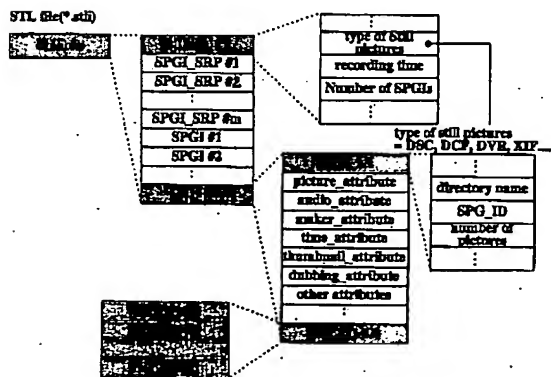 STL file(*.stli)
SPGI_SRP #1
SPGI_SRP #2
SPGI_SRP #m
SPGI #1
SPGI #2
type of Still
pictures
recording time
Number of SPGIs
type of still pictures
= DSC, DCF, DVR, XIF....
directory name
SPG_ID
number of
pictures
picture_attribute
audio_attribute
maker_attribute
time_attribute
thumbnail_attribute
dubbing_attribute
other attributes